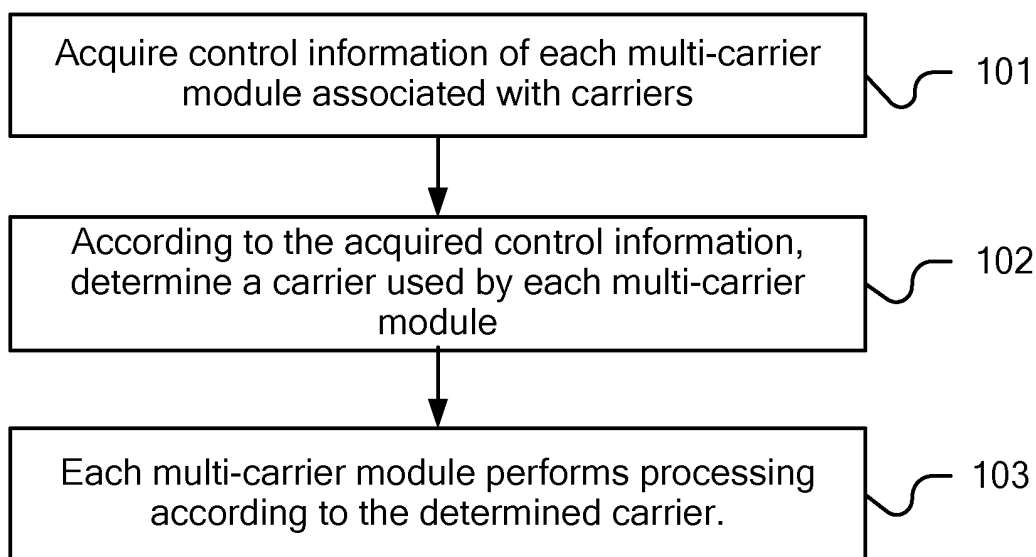 Acquire control information of each multi-carrier
module associated with carriers
101
According to the acquired control information,
determine a carrier used by each multi-carrier
module
102
Each multi-carrier module performs processing
according to the determined carrier.
103